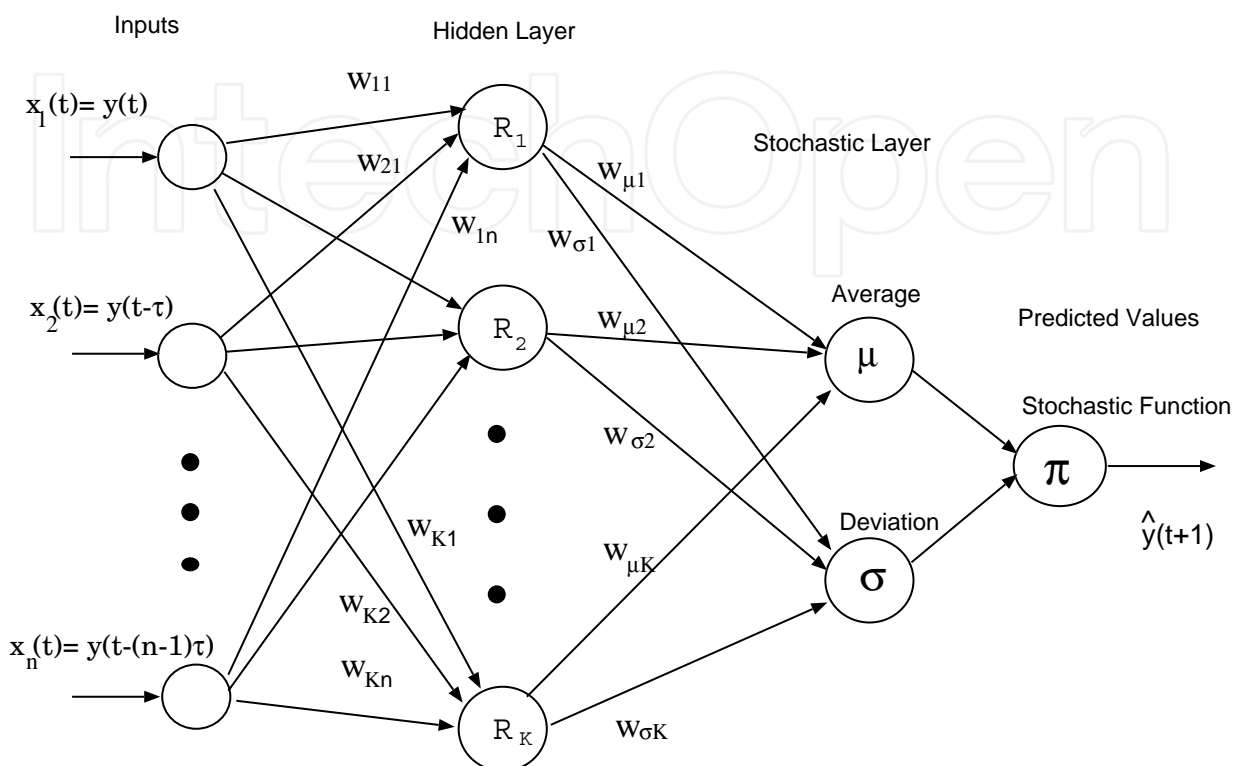 Inputs
Hidden Layer
IntechOpen
w11
x1(t)= y(t)
R1
Stochastic Layer
w21
wμ1
w1n
wσ1
x2(t)= y(t-τ)
Average
wμ2
Predicted Values
R2
μ
Stochastic Function
wσ2
π
wK1
Deviation
ŷ(t+1)
wμK
σ
wK2
xn(t)= y(t-(n-1)τ)
wKn
RK
wσK